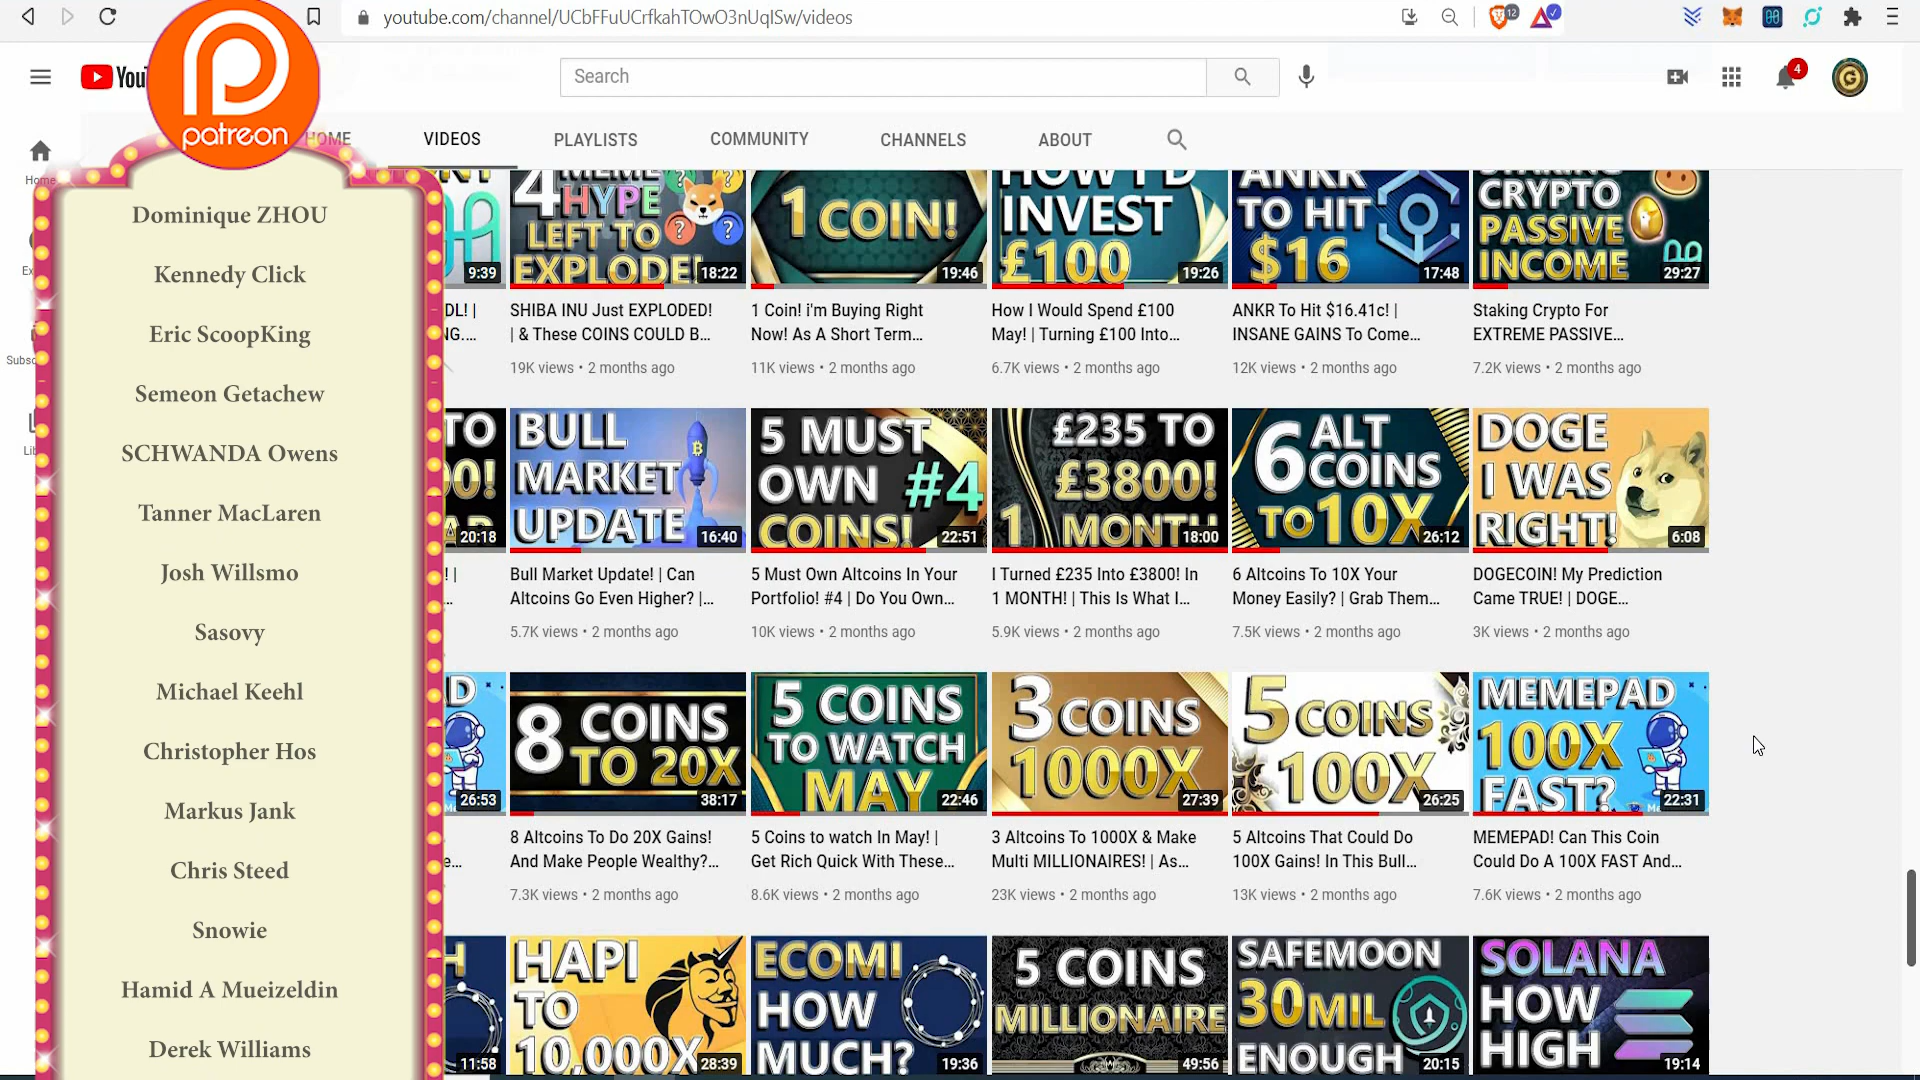 youtube.com/channel/UCbFFuUCrfkahTOwO3nUqISw/videos
12
You
Search
4
patreon
HOME
VIDEOS
PLAYLISTS
COMMUNITY
CHANNELS
ABOUT
Home
Dominique ZHOU
Kennedy Click
Eric ScoopKing
Semeon Getachew
SCHWANDA Owens
Tanner MacLaren
Josh Willsmo
Sasovy
Michael Keehl
Christopher Hos
Markus Jank
Chris Steed
Snowie
Hamid A Mueizeldin
Derek Williams
9:39
4 MEME
HYPE
LEFT TO
EXPLODE!
18:22
1 COIN!
19:46
HOW I'D
INVEST
£100
19:26
ANKR
TO HIT
$16
17:48
STAKING
CRYPTO
PASSIVE
INCOME
29:27
DL! |
NG....
SHIBA INU Just EXPLODED!
| & These COINS COULD B...
19K views • 2 months ago
1 Coin! i'm Buying Right
Now! As A Short Term...
11K views • 2 months ago
How I Would Spend £100
May! | Turning £100 Into...
6.7K views • 2 months ago
ANKR To Hit $16.41c! |
INSANE GAINS To Come...
12K views • 2 months ago
Staking Crypto For
EXTREME PASSIVE...
7.2K views • 2 months ago
TO
20:18
BULL
MARKET
UPDATE
16:40
5 MUST
OWN #4
COINS!
22:51
£235 TO
£3800!
1 MONTH!
18:00
6 ALT
COINS
TO 10X
26:12
DOGE
I WAS
RIGHT!
6:08
! |
...
Bull Market Update! | Can
Altcoins Go Even Higher? |...
5.7K views • 2 months ago
5 Must Own Altcoins In Your
Portfolio! #4 | Do You Own...
10K views • 2 months ago
I Turned £235 Into £3800! In
1 MONTH! | This Is What I...
5.9K views • 2 months ago
6 Altcoins To 10X Your
Money Easily? | Grab Them...
7.5K views • 2 months ago
DOGECOIN! My Prediction
Came TRUE! | DOGE...
3K views • 2 months ago
26:53
8 COINS
TO 20X
38:17
5 COINS
TO WATCH
MAY
22:46
3 COINS
1000X
27:39
5 COINS
100X
26:25
MEMEPAD
100X
FAST?
22:31
e...
8 Altcoins To Do 20X Gains!
And Make People Wealthy?...
7.3K views • 2 months ago
5 Coins to watch In May! |
Get Rich Quick With These...
8.6K views • 2 months ago
3 Altcoins To 1000X & Make
Multi MILLIONAIRES! | As...
23K views • 2 months ago
5 Altcoins That Could Do
100X Gains! In This Bull...
13K views • 2 months ago
MEMEPAD! Can This Coin
Could Do A 100X FAST And...
7.6K views • 2 months ago
11:58
HAPI
TO
10,000X
28:39
ECOMI
HOW
MUCH?
19:36
5 COINS
MILLIONAIRE
49:56
SAFEMOON
30MIL
ENOUGH
20:15
SOLANA
HOW
HIGH
19:14